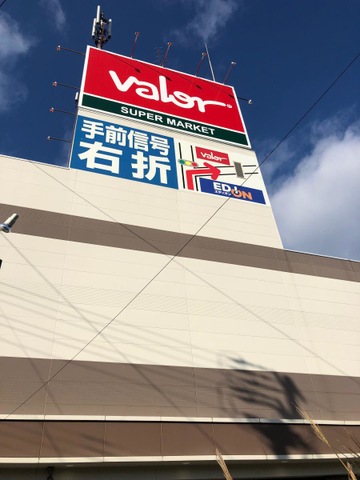 valor
SUPER MARKET
手前信号
右折
valor
EDION